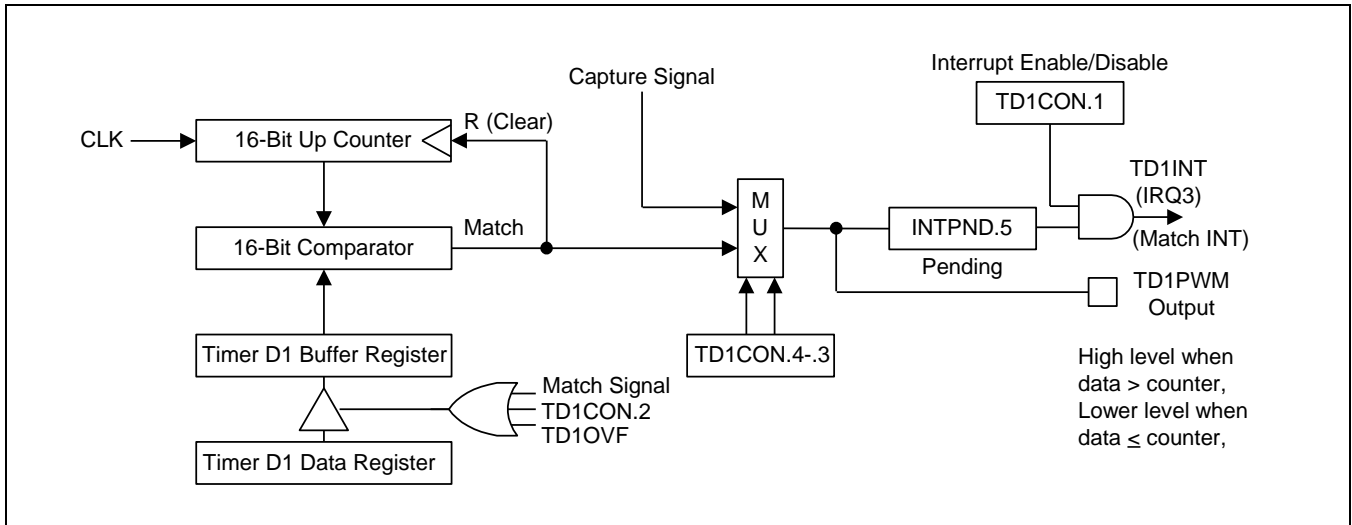 Interrupt Enable/Disable
Capture Signal
TD1CON.1
CLK
16-Bit Up Counter
R (Clear)
TD1INT
(IRQ3)
(Match INT)
M
U
X
16-Bit Comparator
Match
INTPND.5
Pending
TD1PWM
Output
Timer D1 Buffer Register
TD1CON.4-.3
High level when
data > counter,
Lower level when
data ≤ counter,
Match Signal
TD1CON.2
TD1OVF
Timer D1 Data Register